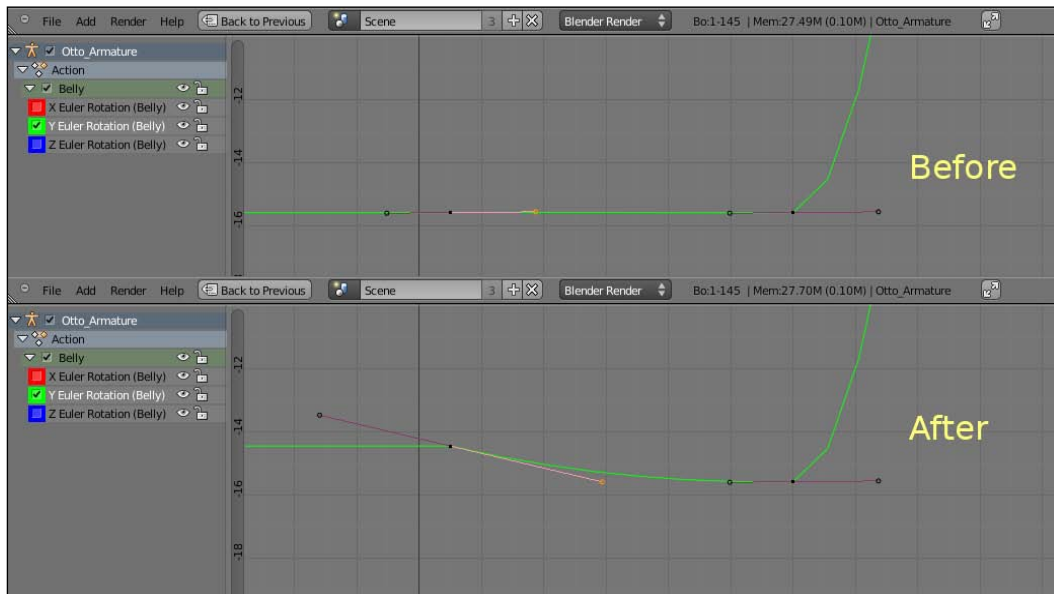 File Add Render Help Back to Previous Scene 3 Blender Render Bo:1-145 | Mem:27.49M (0.10M) | Otto_Armature
Otto_Armature
Action
Belly
X Euler Rotation (Belly)
Y Euler Rotation (Belly)
Z Euler Rotation (Belly)
-12
-14
-16
Before
File Add Render Help Back to Previous Scene 3 Blender Render Bo:1-145 | Mem:27.70M (0.10M) | Otto_Armature
Otto_Armature
Action
Belly
X Euler Rotation (Belly)
Y Euler Rotation (Belly)
Z Euler Rotation (Belly)
-12
-14
-16
-18
After